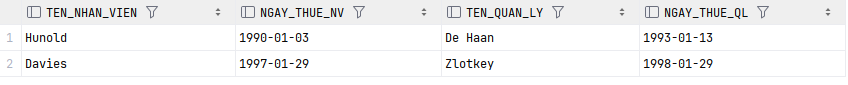 TEN_NHAN_VIEN NGAY_THUE_NV TEN_QUAN_LY NGAY_THUE_QL
1 Hunold 1990-01-03 De Haan 1993-01-13
2 Davies 1997-01-29 Zlotkey 1998-01-29